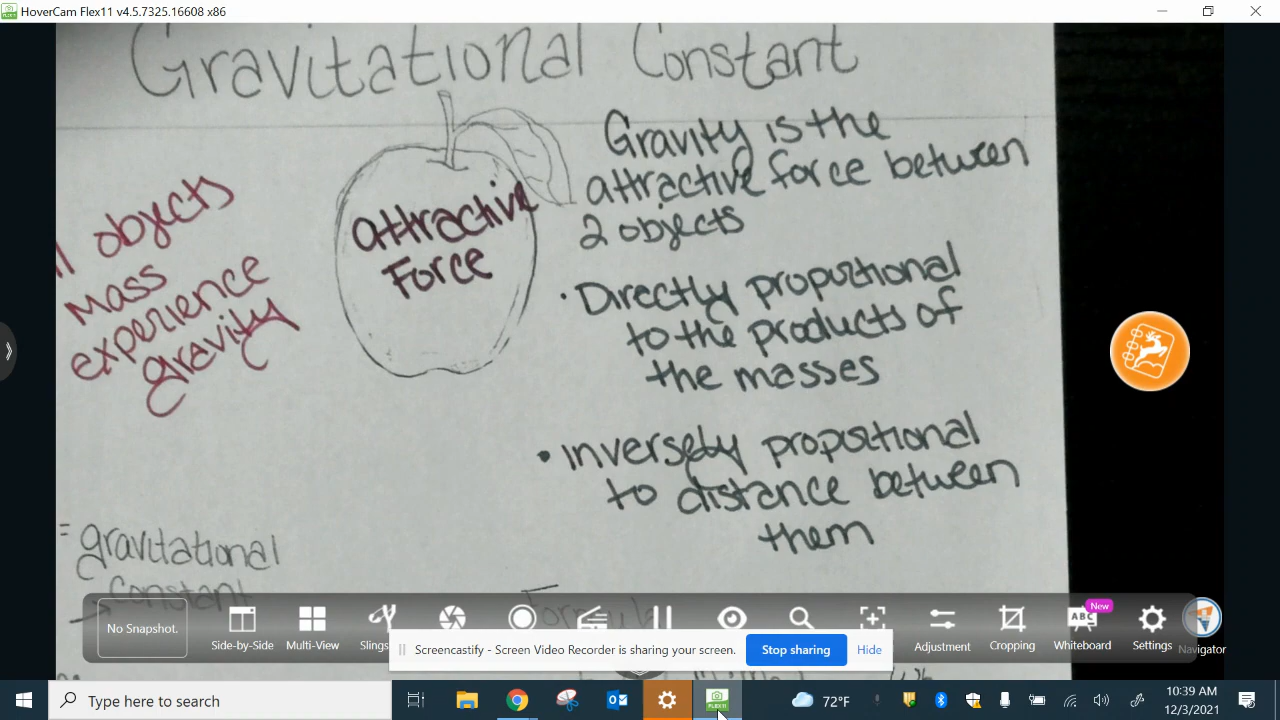 HoverCam Flex11 v4.5.7325.16608 x86
Gravitational Constant
objects
mass
experience
gravity
attractive
Force
Gravity is the
attractive force between
2 objects
· Directly proportional
to the products of
the masses
• inversely proportional
to distance between
them
= gravitational
constant
No Snapshot.
Side-by-Side
Multi-View
Adjustment
Cropping
New
ABC
Whiteboard
Settings
Navigator
Screencastify - Screen Video Recorder is sharing your screen.
Stop sharing
Hide
Type here to search
FLEX11
72°F
10:39 AM
12/3/2021